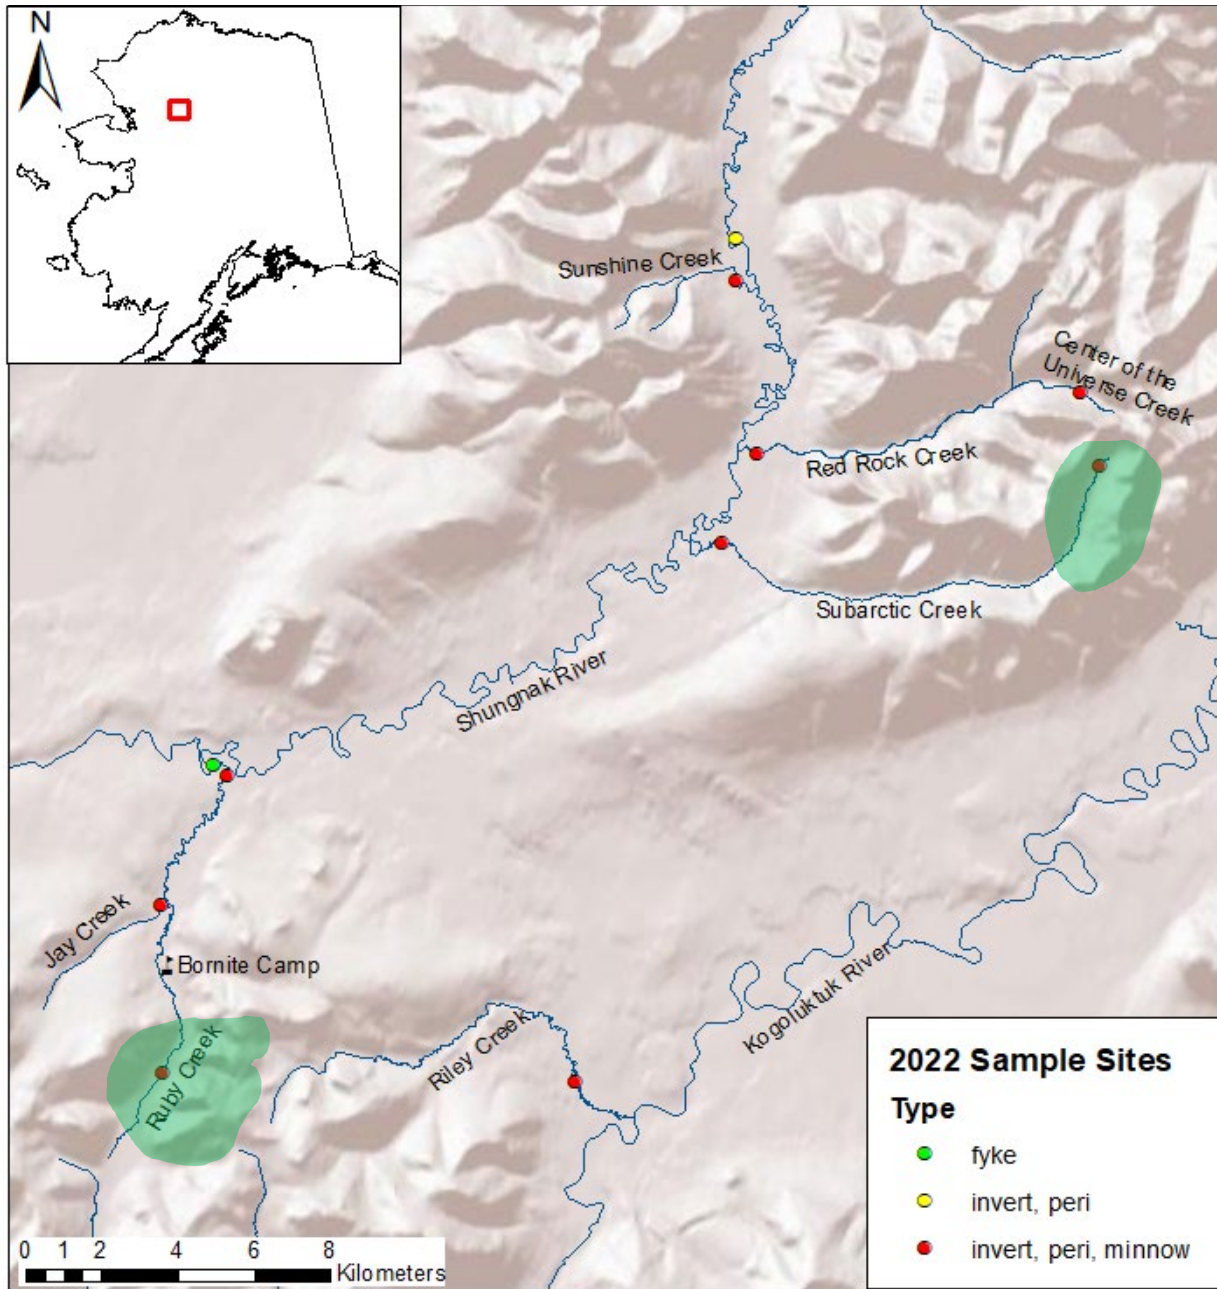 N
Sunshine Creek
Center of the
Universe Creek
Red Rock Creek
Subarctic Creek
Shungnak River
Jay Creek
Bornite Camp
Ruby Creek
Riley Creek
Kogoluktuk River
2022 Sample Sites
Type
fyke
invert, peri
invert, peri, minnow
0 1 2 4 6 8
Kilometers